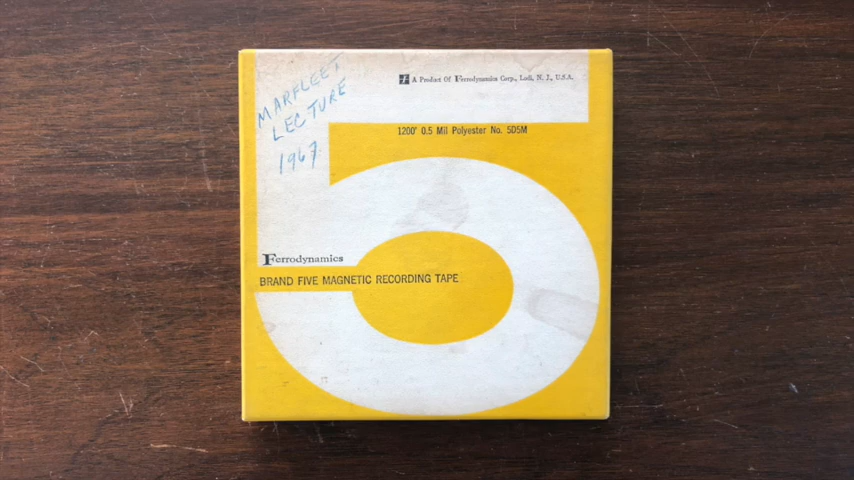 MARFLEET
LECTURE
1967
A Product Of Ferrodynamics Corp., Lodi, N. J., U.S.A.
1200' 0.5 Mil Polyester No. 5D5M
5
Ferrodynamics
BRAND FIVE MAGNETIC RECORDING TAPE